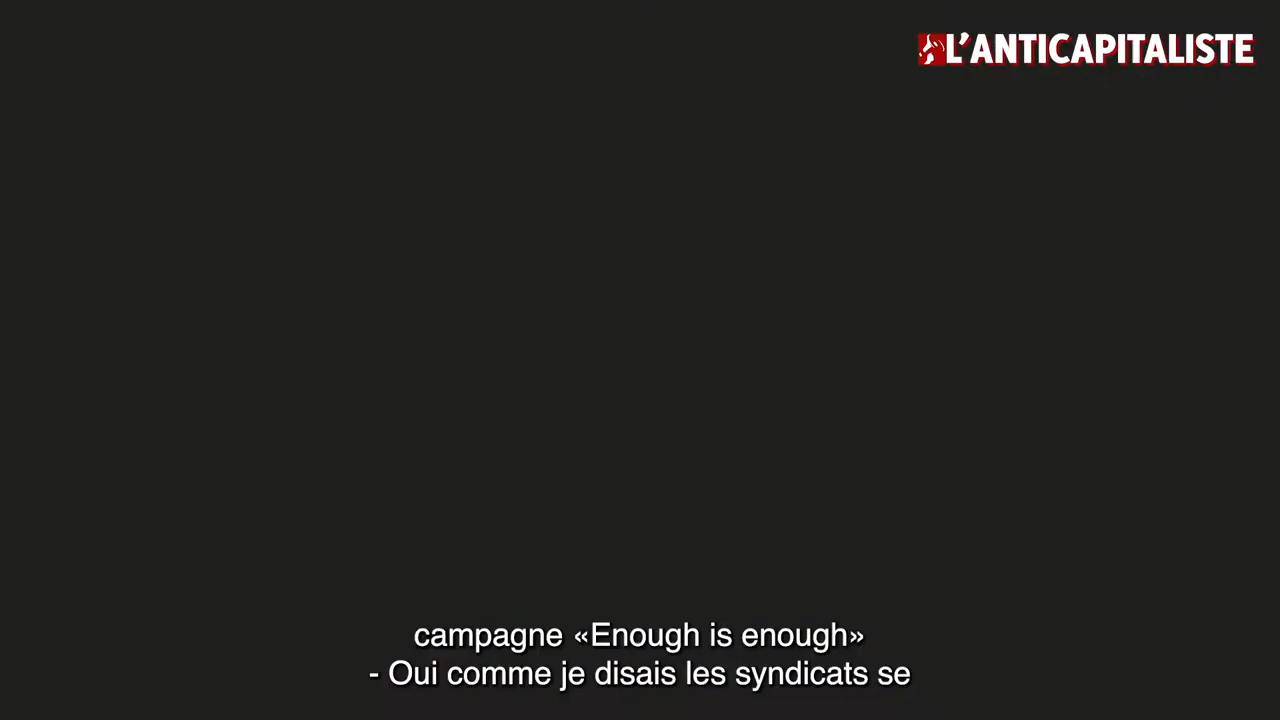 L'ANTICAPITALISTE
campagne «Enough is enough»
- Oui comme je disais les syndicats se